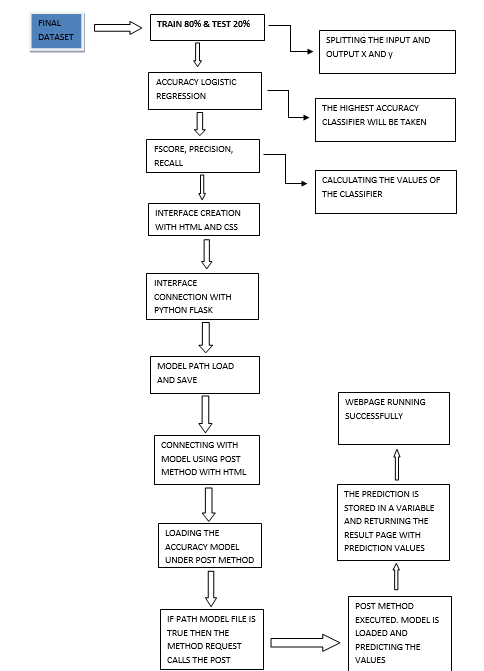 FINAL
DATASET
TRAIN 80% & TEST 20%
SPLITTING THE INPUT AND
OUTPUT X AND y
ACCURACY LOGISTIC
REGRESSION
THE HIGHEST ACCURACY
CLASSIFIER WILL BE TAKEN
FSCORE, PRECISION,
RECALL
CALCULATING THE VALUES OF
THE CLASSIFIER
INTERFACE CREATION
WITH HTML AND CSS
INTERFACE
CONNECTION WITH
PYTHON FLASK
MODEL PATH LOAD
AND SAVE
CONNECTING WITH
MODEL USING POST
METHOD WITH HTML
LOADING THE
ACCURACY MODEL
UNDER POST METHOD
IF PATH MODEL FILE IS
TRUE THEN THE
METHOD REQUEST
CALLS THE POST
POST METHOD
EXECUTED. MODEL IS
LOADED AND
PREDICTING THE
VALUES
THE PREDICTION IS
STORED IN A VARIABLE
AND RETURNING THE
RESULT PAGE WITH
PREDICTION VALUES
WEBPAGE RUNNING
SUCCESSFULLY